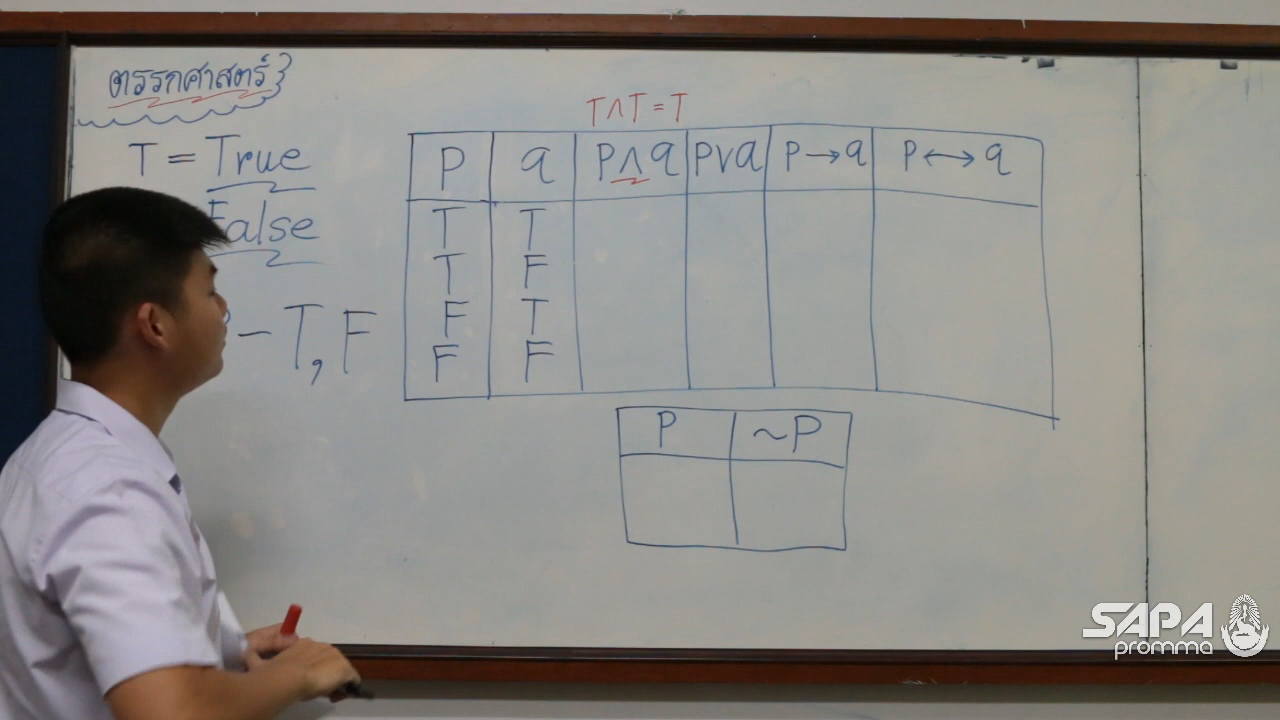 ตรรกศาสตร์
T = True
False
P - T, F
T ∧ T = T
P q P ∧ q P ∨ q P → q P ↔ q
T T
T F
F T
F F
P ~P
SAPA
promma